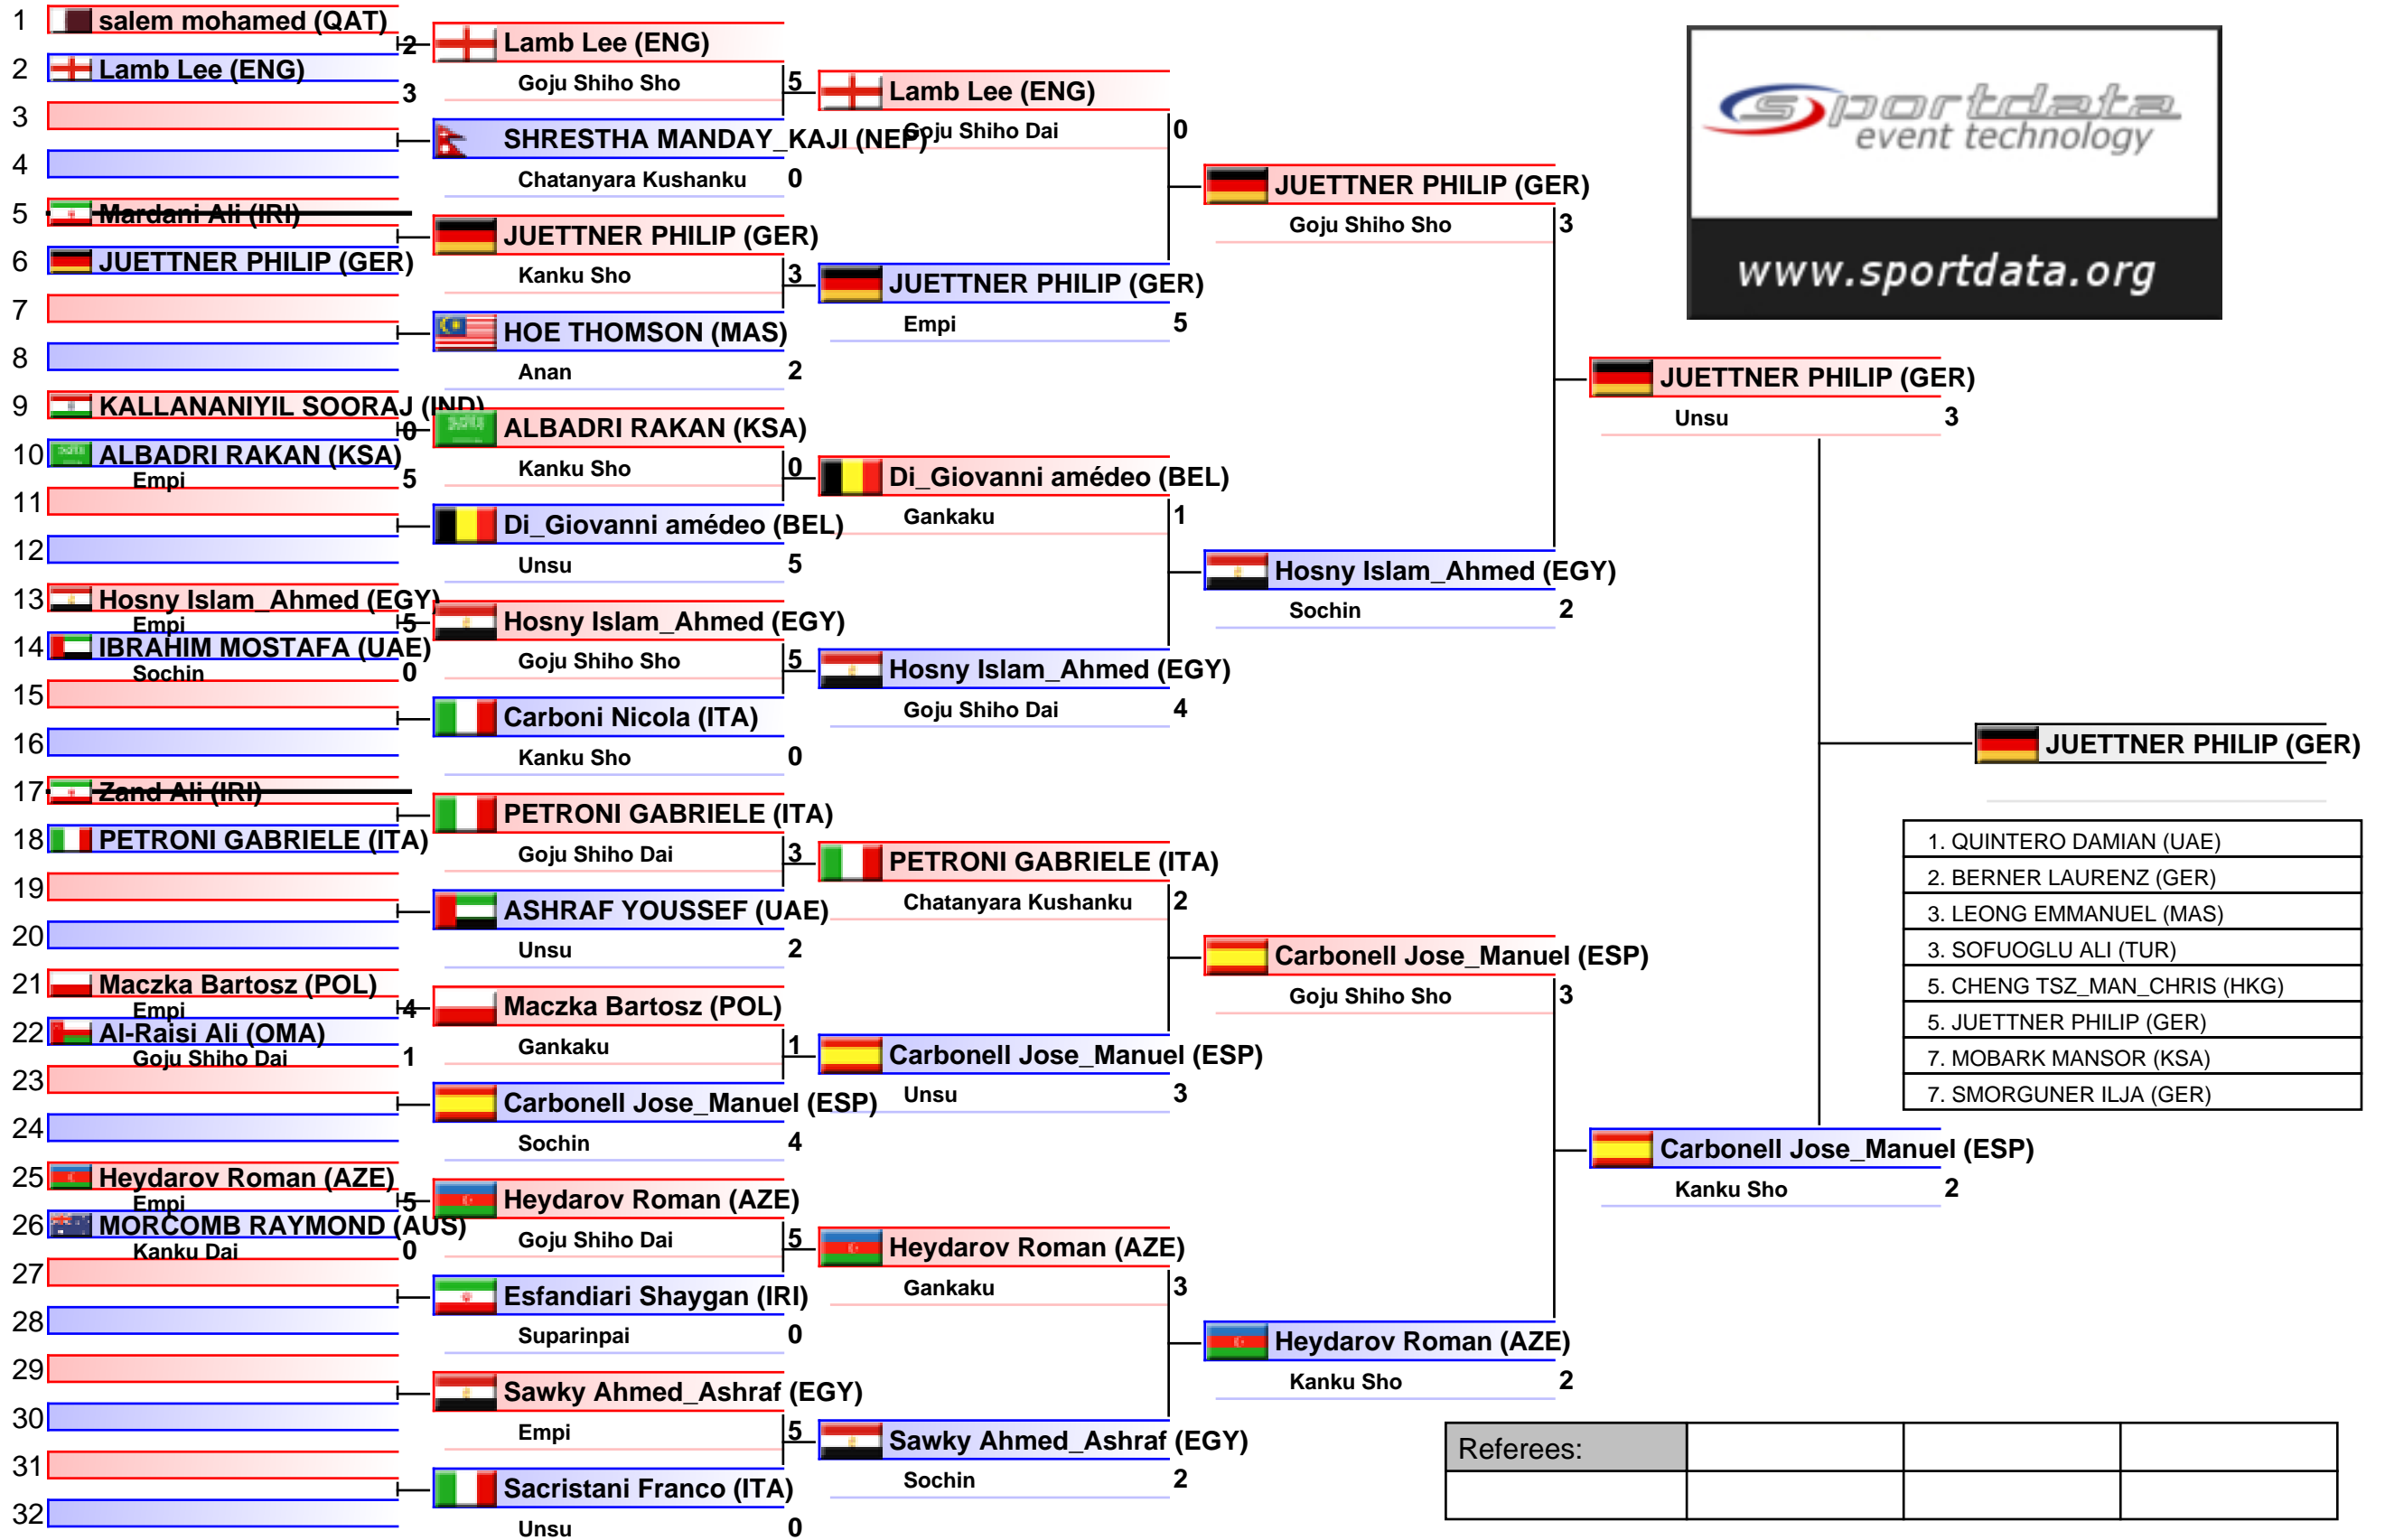 1 salem mohamed (QAT)
2
2 Lamb Lee (ENG)
3
3
4
5 Mardani Ali (IRI)
6 JUETTNER PHILIP (GER)
7
8
9 KALLANANIYIL SOORAJ (IND)
0
10 ALBADRI RAKAN (KSA)
Empi 5
11
12
13 Hosny Islam_Ahmed (EGY)
Empi 5
14 IBRAHIM MOSTAFA (UAE)
Sochin 0
15
16
17 Zand Ali (IRI)
18 PETRONI GABRIELE (ITA)
19
20
21 Maczka Bartosz (POL)
Empi 4
22 Al-Raisi Ali (OMA)
Goju Shiho Dai 1
23
24
25 Heydarov Roman (AZE)
Empi 5
26 MORCOMB RAYMOND (AUS)
Kanku Dai 0
27
28
29
30
31
32
Lamb Lee (ENG)
Goju Shiho Sho 5
SHRESTHA MANDAY_KAJI (NEP)
Chatanyara Kushanku 0
JUETTNER PHILIP (GER)
Kanku Sho 3
HOE THOMSON (MAS)
Anan 2
ALBADRI RAKAN (KSA)
Kanku Sho 0
Di_Giovanni amédeo (BEL)
Unsu 5
Hosny Islam_Ahmed (EGY)
Goju Shiho Sho 5
Carboni Nicola (ITA)
Kanku Sho 0
PETRONI GABRIELE (ITA)
Goju Shiho Dai 3
ASHRAF YOUSSEF (UAE)
Unsu 2
Maczka Bartosz (POL)
Gankaku 1
Carbonell Jose_Manuel (ESP)
Sochin 4
Heydarov Roman (AZE)
Goju Shiho Dai 5
Esfandiari Shaygan (IRI)
Suparinpai 0
Sawky Ahmed_Ashraf (EGY)
Empi 5
Sacristani Franco (ITA)
Unsu 0
Lamb Lee (ENG)
Goju Shiho Dai 0
JUETTNER PHILIP (GER)
Empi 5
Di_Giovanni amédeo (BEL)
Gankaku 1
Hosny Islam_Ahmed (EGY)
Goju Shiho Dai 4
PETRONI GABRIELE (ITA)
Chatanyara Kushanku 2
Carbonell Jose_Manuel (ESP)
Unsu 3
Heydarov Roman (AZE)
Gankaku 3
Sawky Ahmed_Ashraf (EGY)
Sochin 2
JUETTNER PHILIP (GER)
Goju Shiho Sho 3
Hosny Islam_Ahmed (EGY)
Sochin 2
Carbonell Jose_Manuel (ESP)
Goju Shiho Sho 3
Heydarov Roman (AZE)
Kanku Sho 2
JUETTNER PHILIP (GER)
Unsu 3
Carbonell Jose_Manuel (ESP)
Kanku Sho 2
JUETTNER PHILIP (GER)
sportdata
event technology
www.sportdata.org
1. QUINTERO DAMIAN (UAE)
2. BERNER LAURENZ (GER)
3. LEONG EMMANUEL (MAS)
3. SOFUOGLU ALI (TUR)
5. CHENG TSZ_MAN_CHRIS (HKG)
5. JUETTNER PHILIP (GER)
7. MOBARK MANSOR (KSA)
7. SMORGUNER ILJA (GER)
Referees: